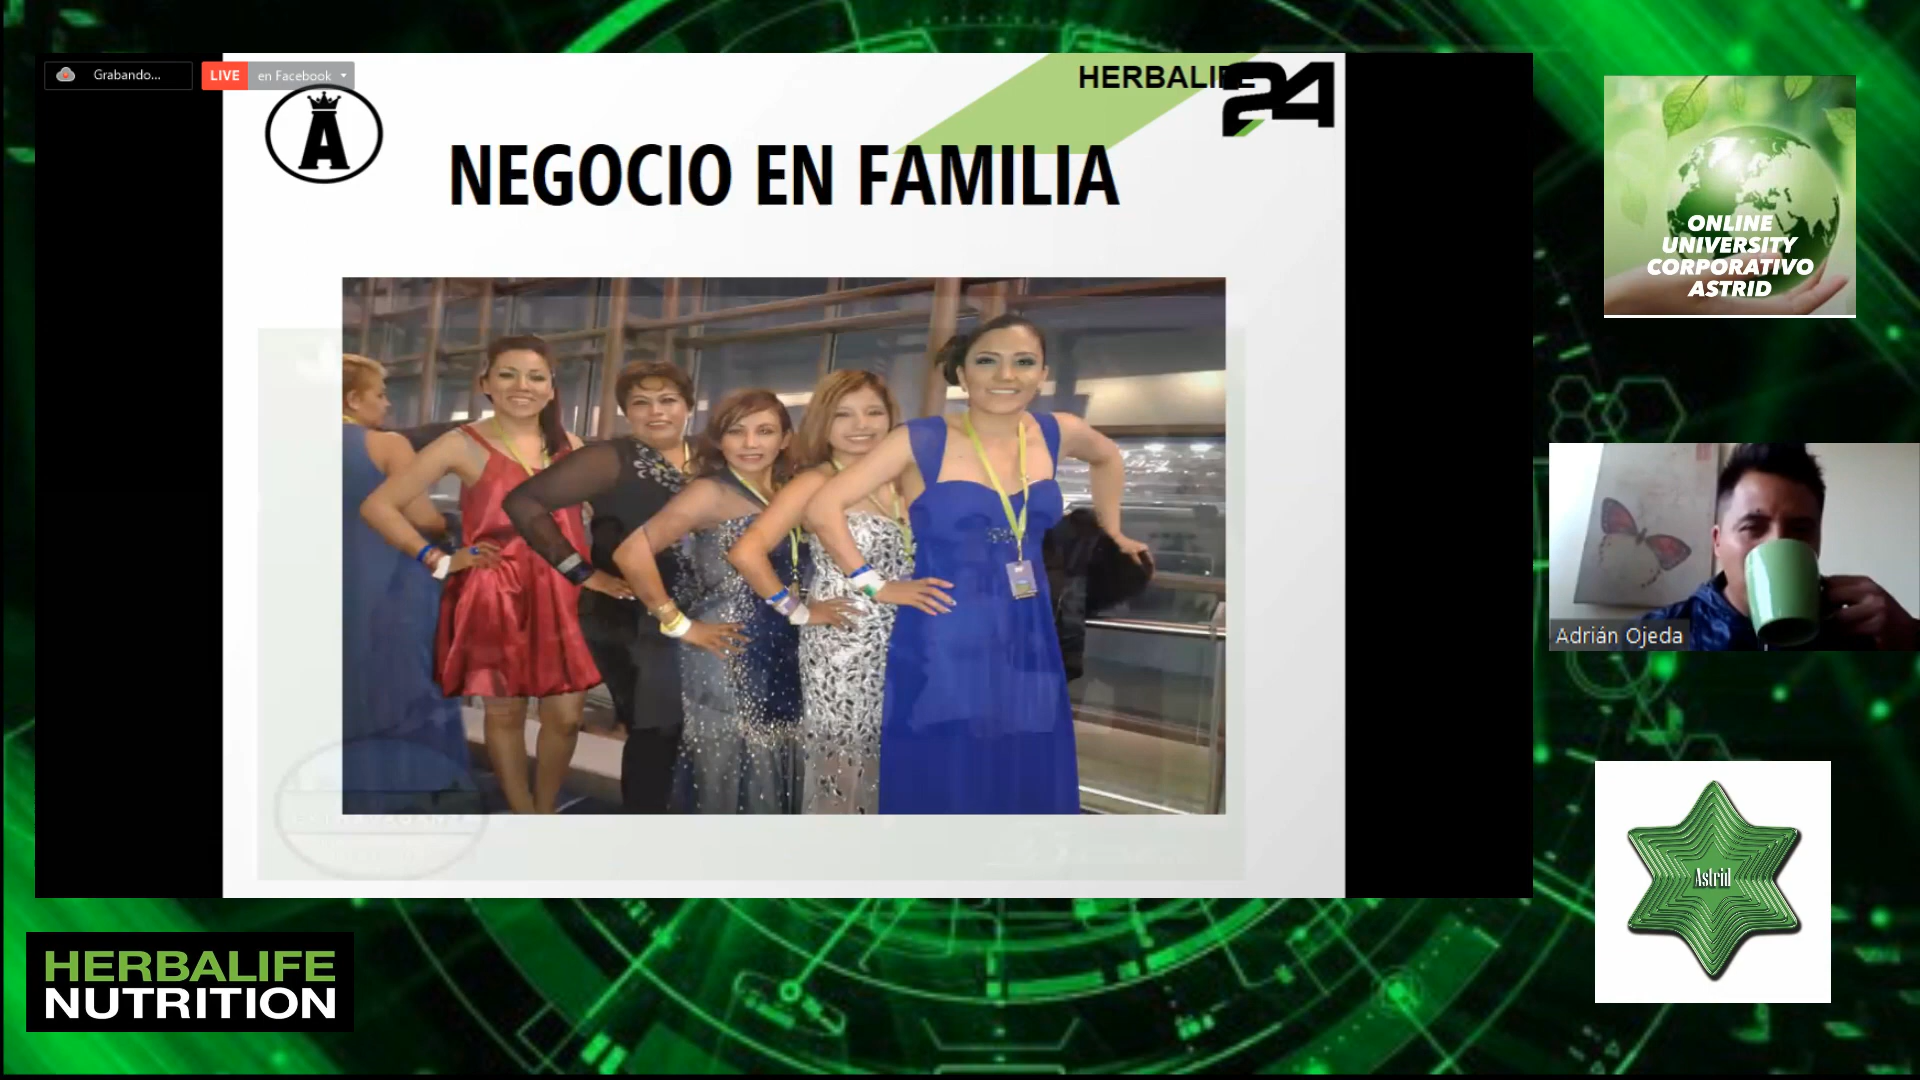 Grabando...
LIVE en Facebook
A
HERBALIFE
24
NEGOCIO EN FAMILIA
ONLINE
UNIVERSITY
CORPORATIVO
ASTRID
Adrián Ojeda
Astrid
HERBALIFE
NUTRITION